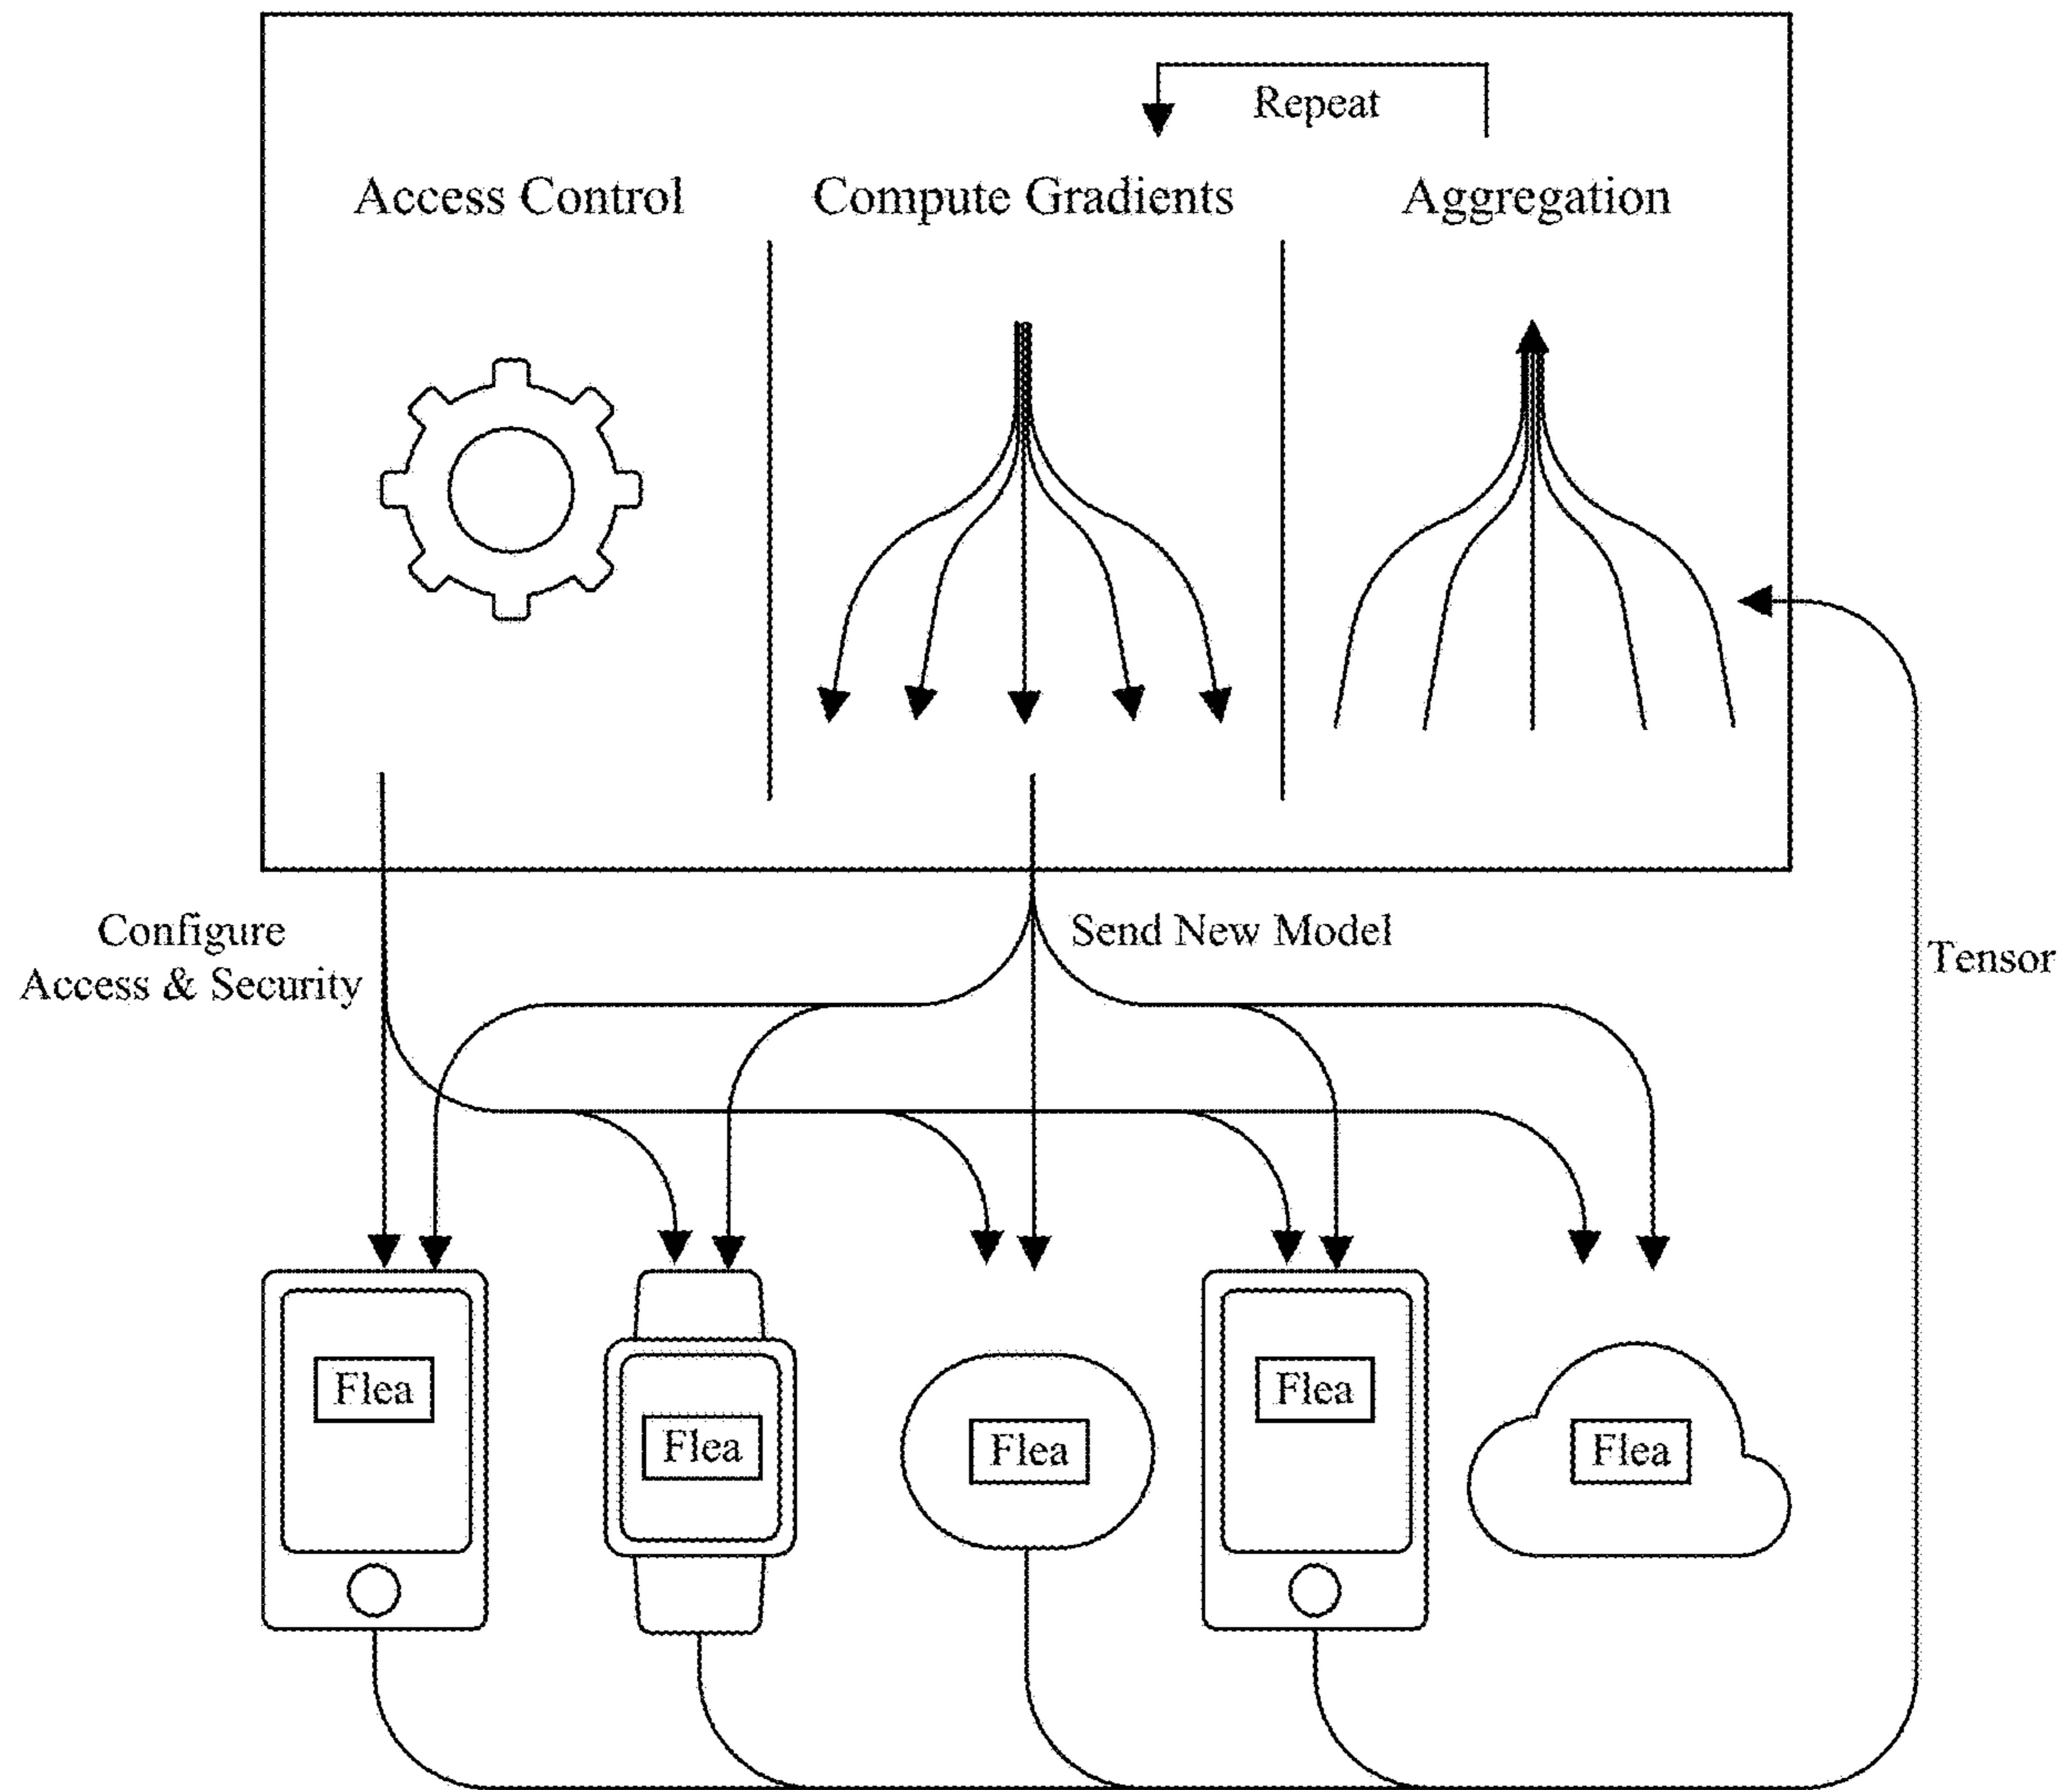 Repeat
Access Control
Compute Gradients
Aggregation
Configure
Access & Security
Send New Model
Tensor
Flea
Flea
Flea
Flea
Flea